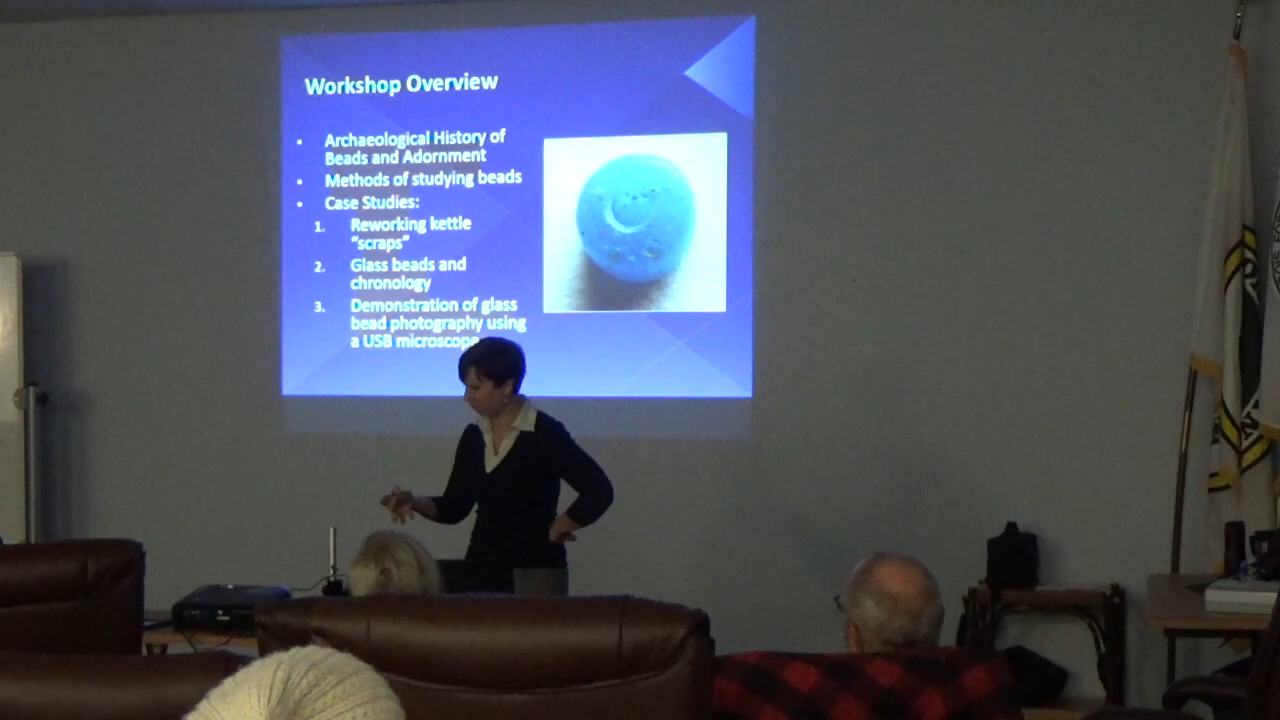 Workshop Overview
• Archaeological History of
Beads and Adornment
• Methods of studying beads
• Case Studies:
1. Reworking kettle
"scraps"
2. Glass beads and
chronology
3. Demonstration of glass
bead photography using
a USB microscope